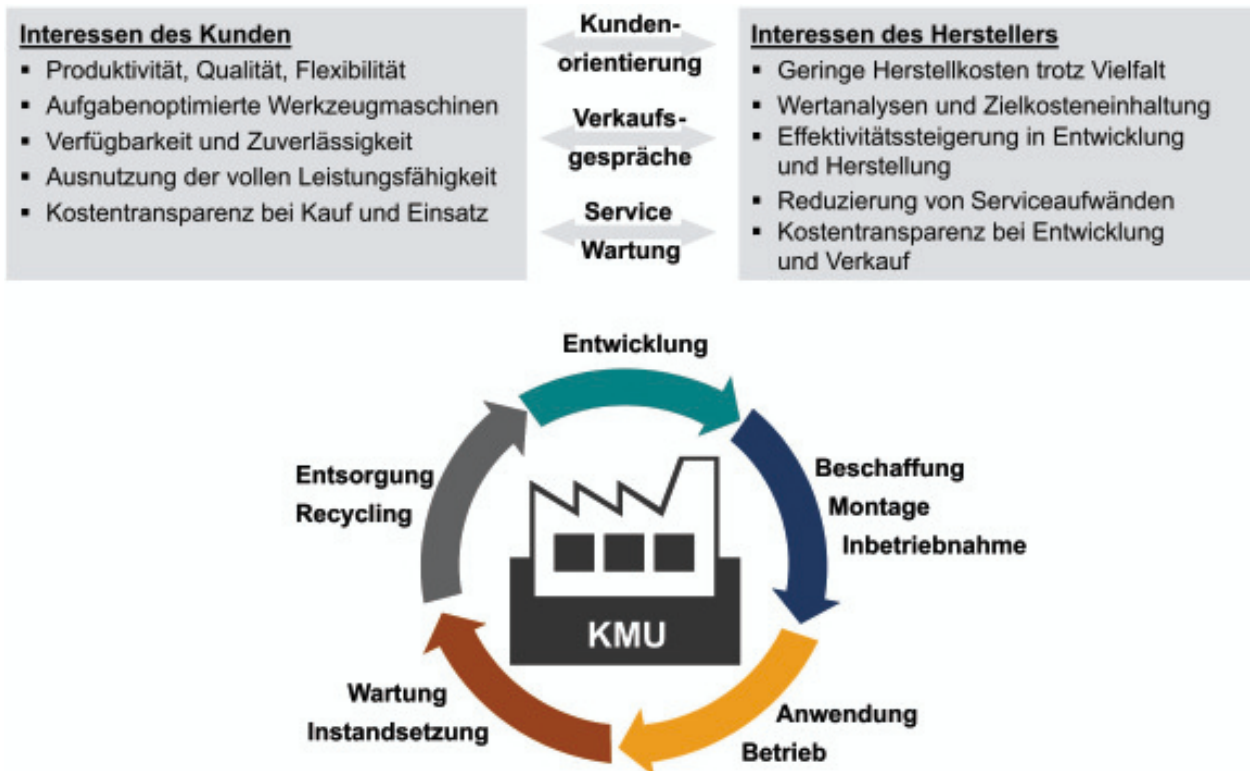 Interessen des Kunden
▪ Produktivität, Qualität, Flexibilität
▪ Aufgabenoptimierte Werkzeugmaschinen
▪ Verfügbarkeit und Zuverlässigkeit
▪ Ausnutzung der vollen Leistungsfähigkeit
▪ Kostentransparenz bei Kauf und Einsatz
Kunden-
orientierung
Verkaufs-
gespräche
Service
Wartung
Interessen des Herstellers
▪ Geringe Herstellkosten trotz Vielfalt
▪ Wertanalysen und Zielkosteneinhaltung
▪ Effektivitätssteigerung in Entwicklung
und Herstellung
▪ Reduzierung von Serviceaufwänden
▪ Kostentransparenz bei Entwicklung
und Verkauf
Entwicklung
Beschaffung
Montage
Inbetriebnahme
Anwendung
Betrieb
Wartung
Instandsetzung
Entsorgung
Recycling
KMU